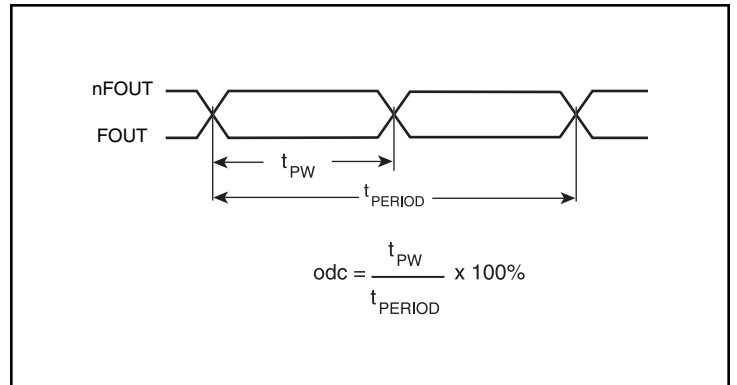 nFOUT
FOUT
tPW
tPERIOD
odc = tPW / tPERIOD x 100%